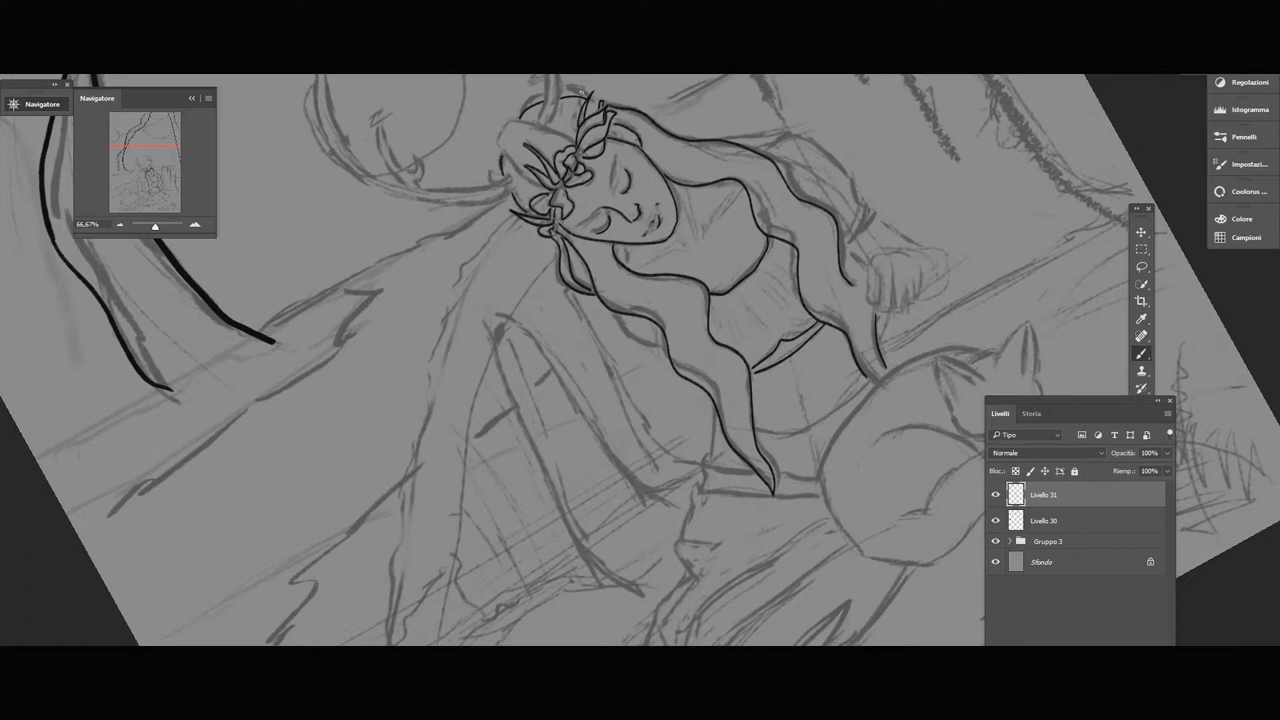 Navigatore
Navigatore
66,67%
Regolazioni
Istogramma
Pennelli
Impostazi...
Coolorus ...
Colore
Campioni
Livelli Storia
Tipo
Normale Opacità: 100%
Bloc.: Riemp.: 100%
Livello 31
Livello 30
Gruppo 3
Sfondo